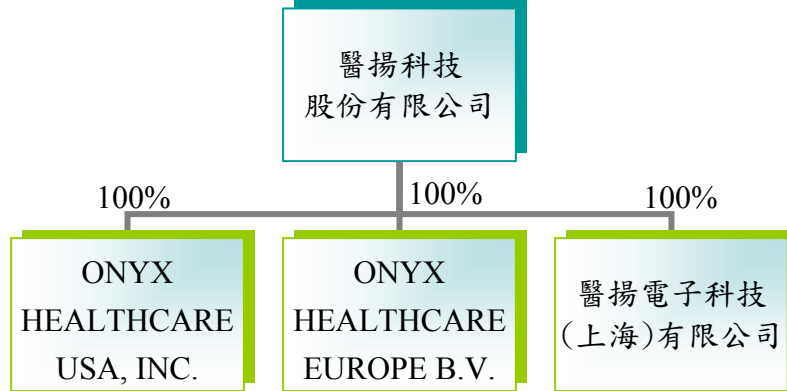 醫揚科技
股份有限公司
100%
100%
100%
ONYX
HEALTHCARE
USA, INC.
ONYX
HEALTHCARE
EUROPE B.V.
醫揚電子科技
(上海)有限公司